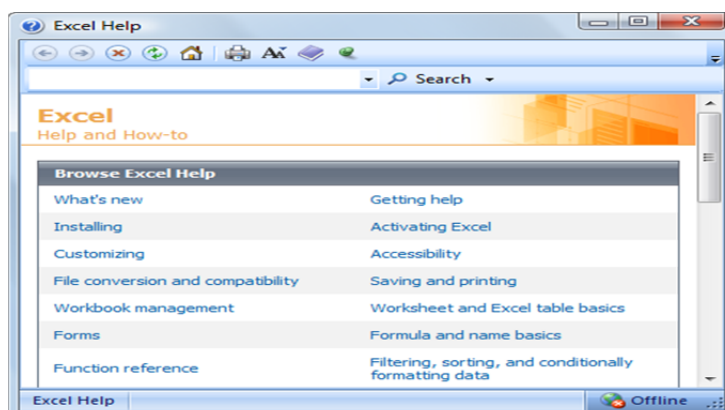 Excel Help
Search
Excel
Help and How-to
Browse Excel Help
What's new
Getting help
Installing
Activating Excel
Customizing
Accessibility
File conversion and compatibility
Saving and printing
Workbook management
Worksheet and Excel table basics
Forms
Formula and name basics
Function reference
Filtering, sorting, and conditionally
formatting data
Excel Help
Offline